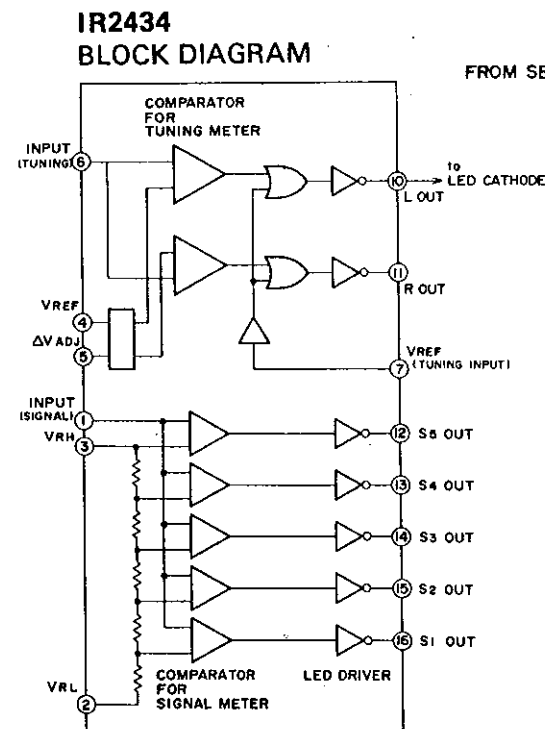 IR2434
BLOCK DIAGRAM
FROM SE
COMPARATOR
FOR
TUNING METER
INPUT
(TUNING)
6
to
LED CATHODE
10
L OUT
11
R OUT
VREF
4
ΔV ADJ
5
VREF
(TUNING INPUT)
7
INPUT
(SIGNAL)
1
VRH
3
12 S5 OUT
13 S4 OUT
14 S3 OUT
15 S2 OUT
16 S1 OUT
VRL
2
COMPARATOR
FOR
SIGNAL METER
LED DRIVER